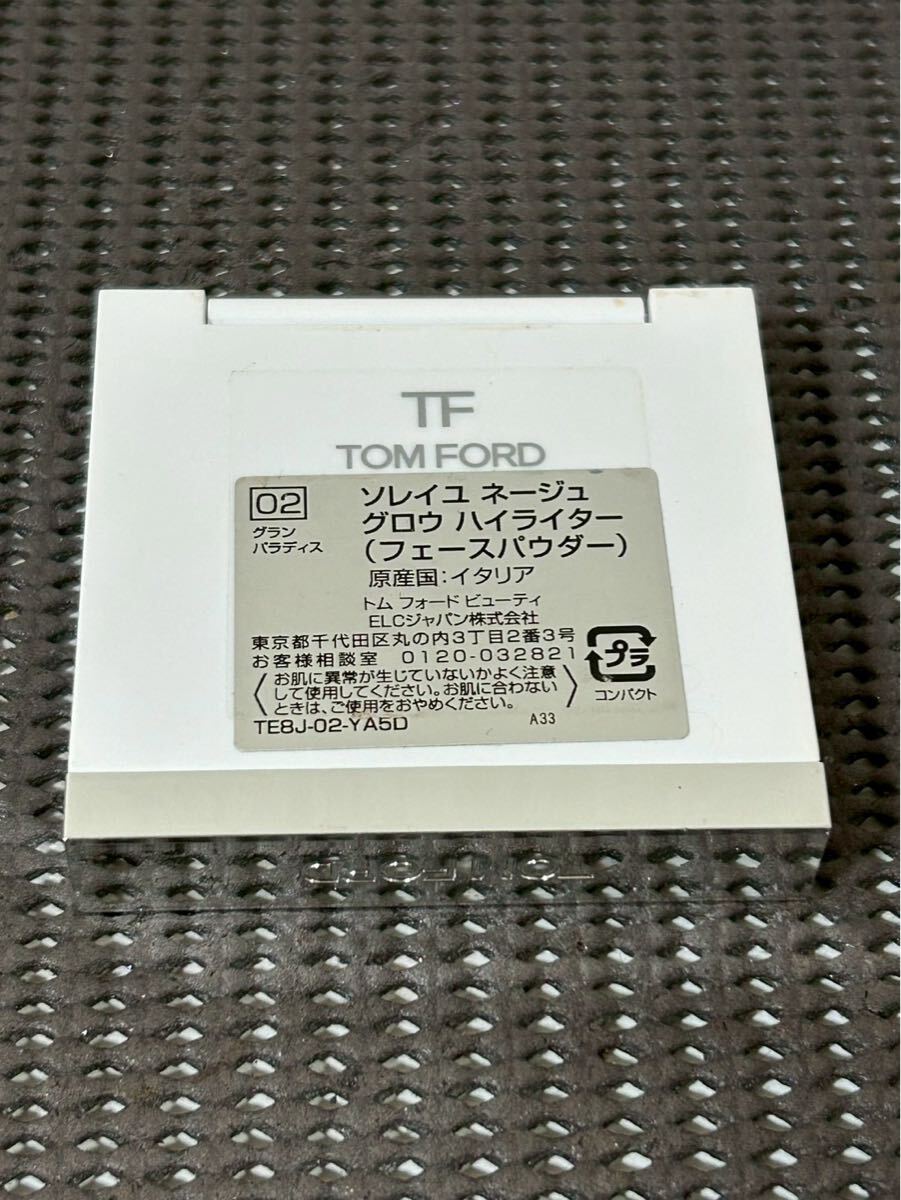 TF
TOM FORD
02
グラン
パラディス
ソレイユ ネージュ
グロウ ハイライター
(フェースパウダー)
原産国:イタリア
トム フォード ビューティ
ELCジャパン株式会社
東京都千代田区丸の内3丁目2番3号
お客様相談室 0120-032821
〈お肌に異常が生じていないかよく注意
して使用してください。お肌に合わない
ときは、ご使用をおやめください。〉
プラ
コンパクト
TE8J-02-YA5D
A33
TOM FORD